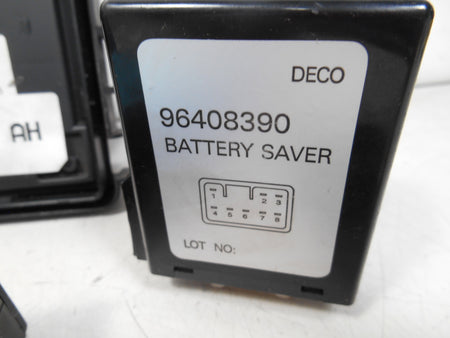 DECO
96408390
BATTERY SAVER
1 2 3
4 5 6 7 8
LOT NO:
AH